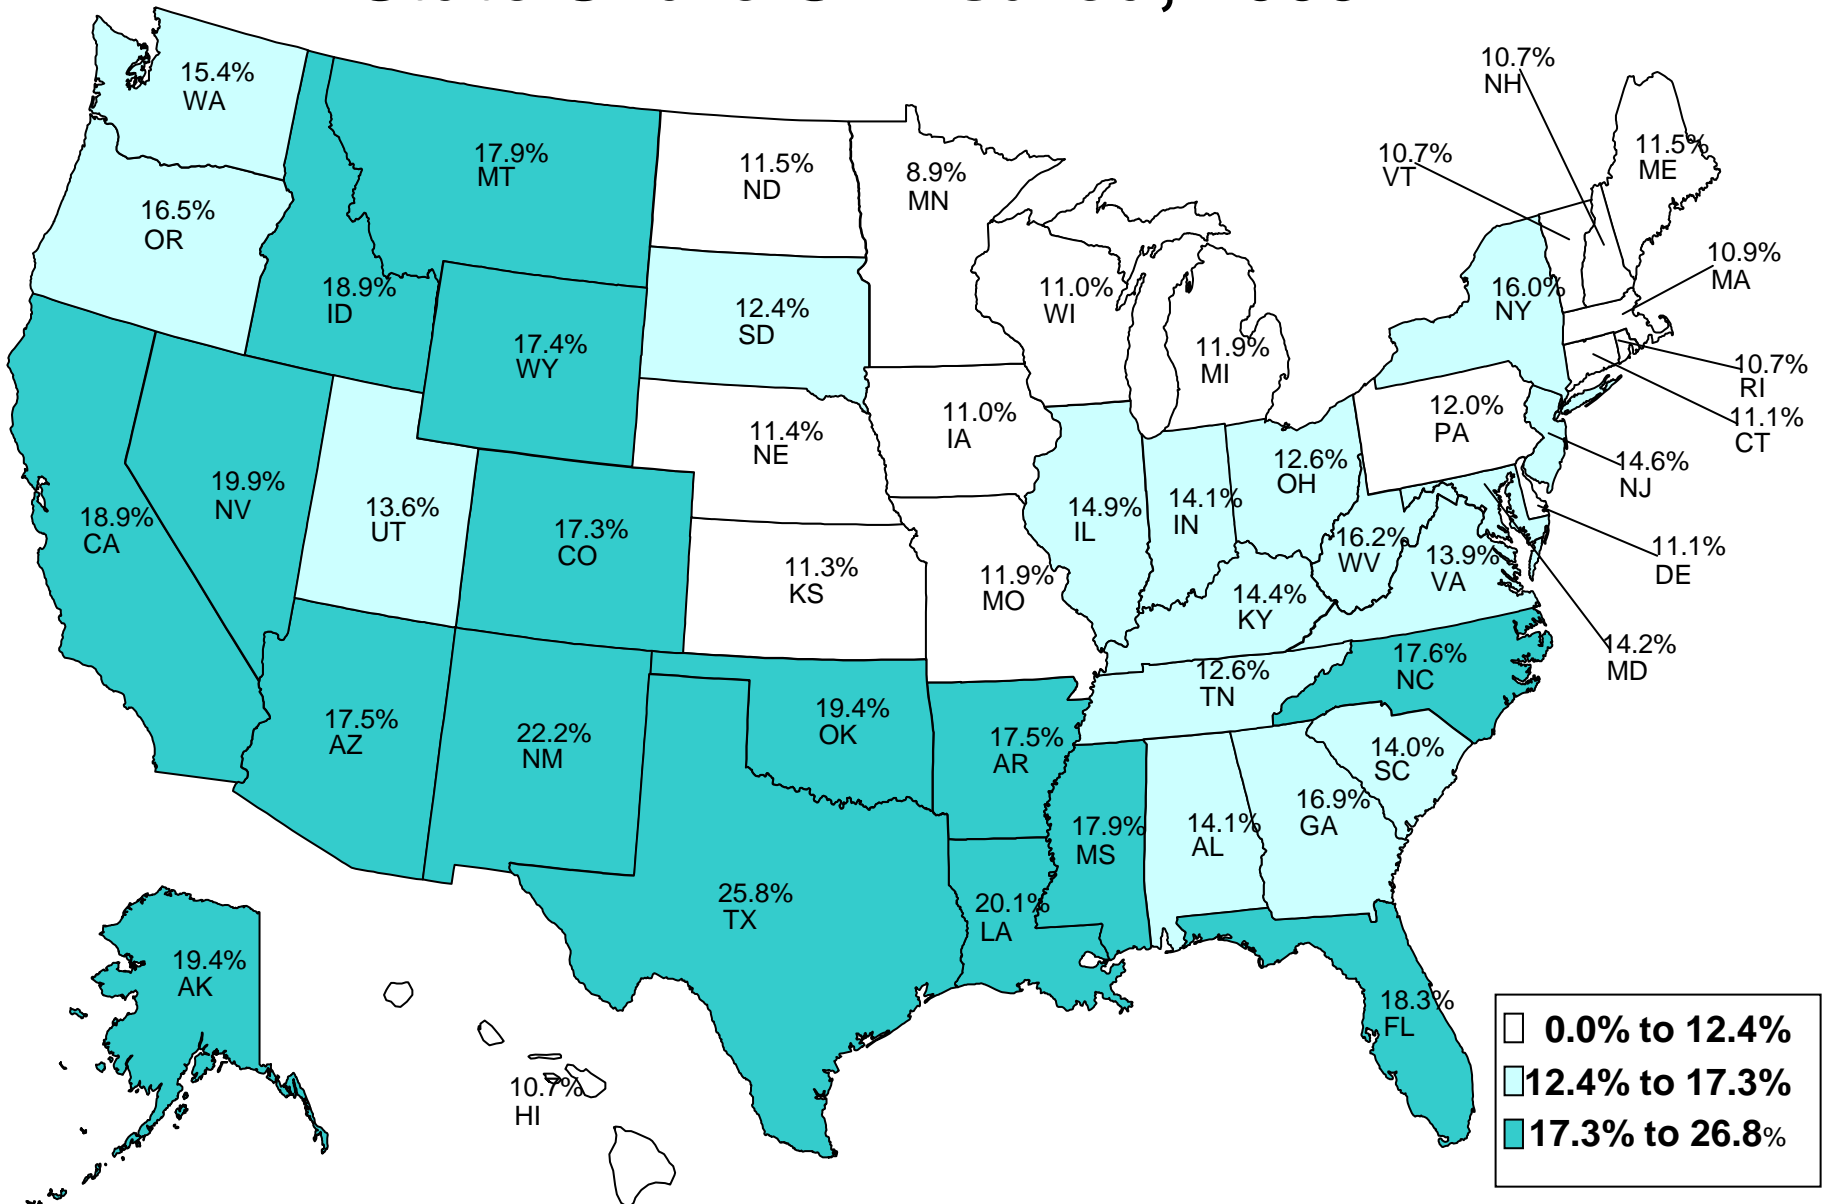 15.4%
WA
16.5%
OR
17.9%
MT
18.9%
ID
17.4%
WY
11.5%
ND
12.4%
SD
8.9%
MN
11.0%
WI
11.9%
MI
10.7%
NH
10.7%
VT
11.5%
ME
10.9%
MA
16.0%
NY
10.7%
RI
11.1%
CT
12.0%
PA
14.6%
NJ
11.1%
DE
14.2%
MD
18.9%
CA
19.9%
NV
13.6%
UT
17.3%
CO
11.4%
NE
11.3%
KS
11.0%
IA
11.9%
MO
14.9%
IL
14.1%
IN
12.6%
OH
16.2%
WV
13.9%
VA
14.4%
KY
12.6%
TN
17.6%
NC
14.0%
SC
17.5%
AZ
22.2%
NM
19.4%
OK
17.5%
AR
25.8%
TX
20.1%
LA
17.9%
MS
14.1%
AL
16.9%
GA
18.3%
FL
19.4%
AK
10.7%
HI
0.0% to 12.4%
12.4% to 17.3%
17.3% to 26.8%